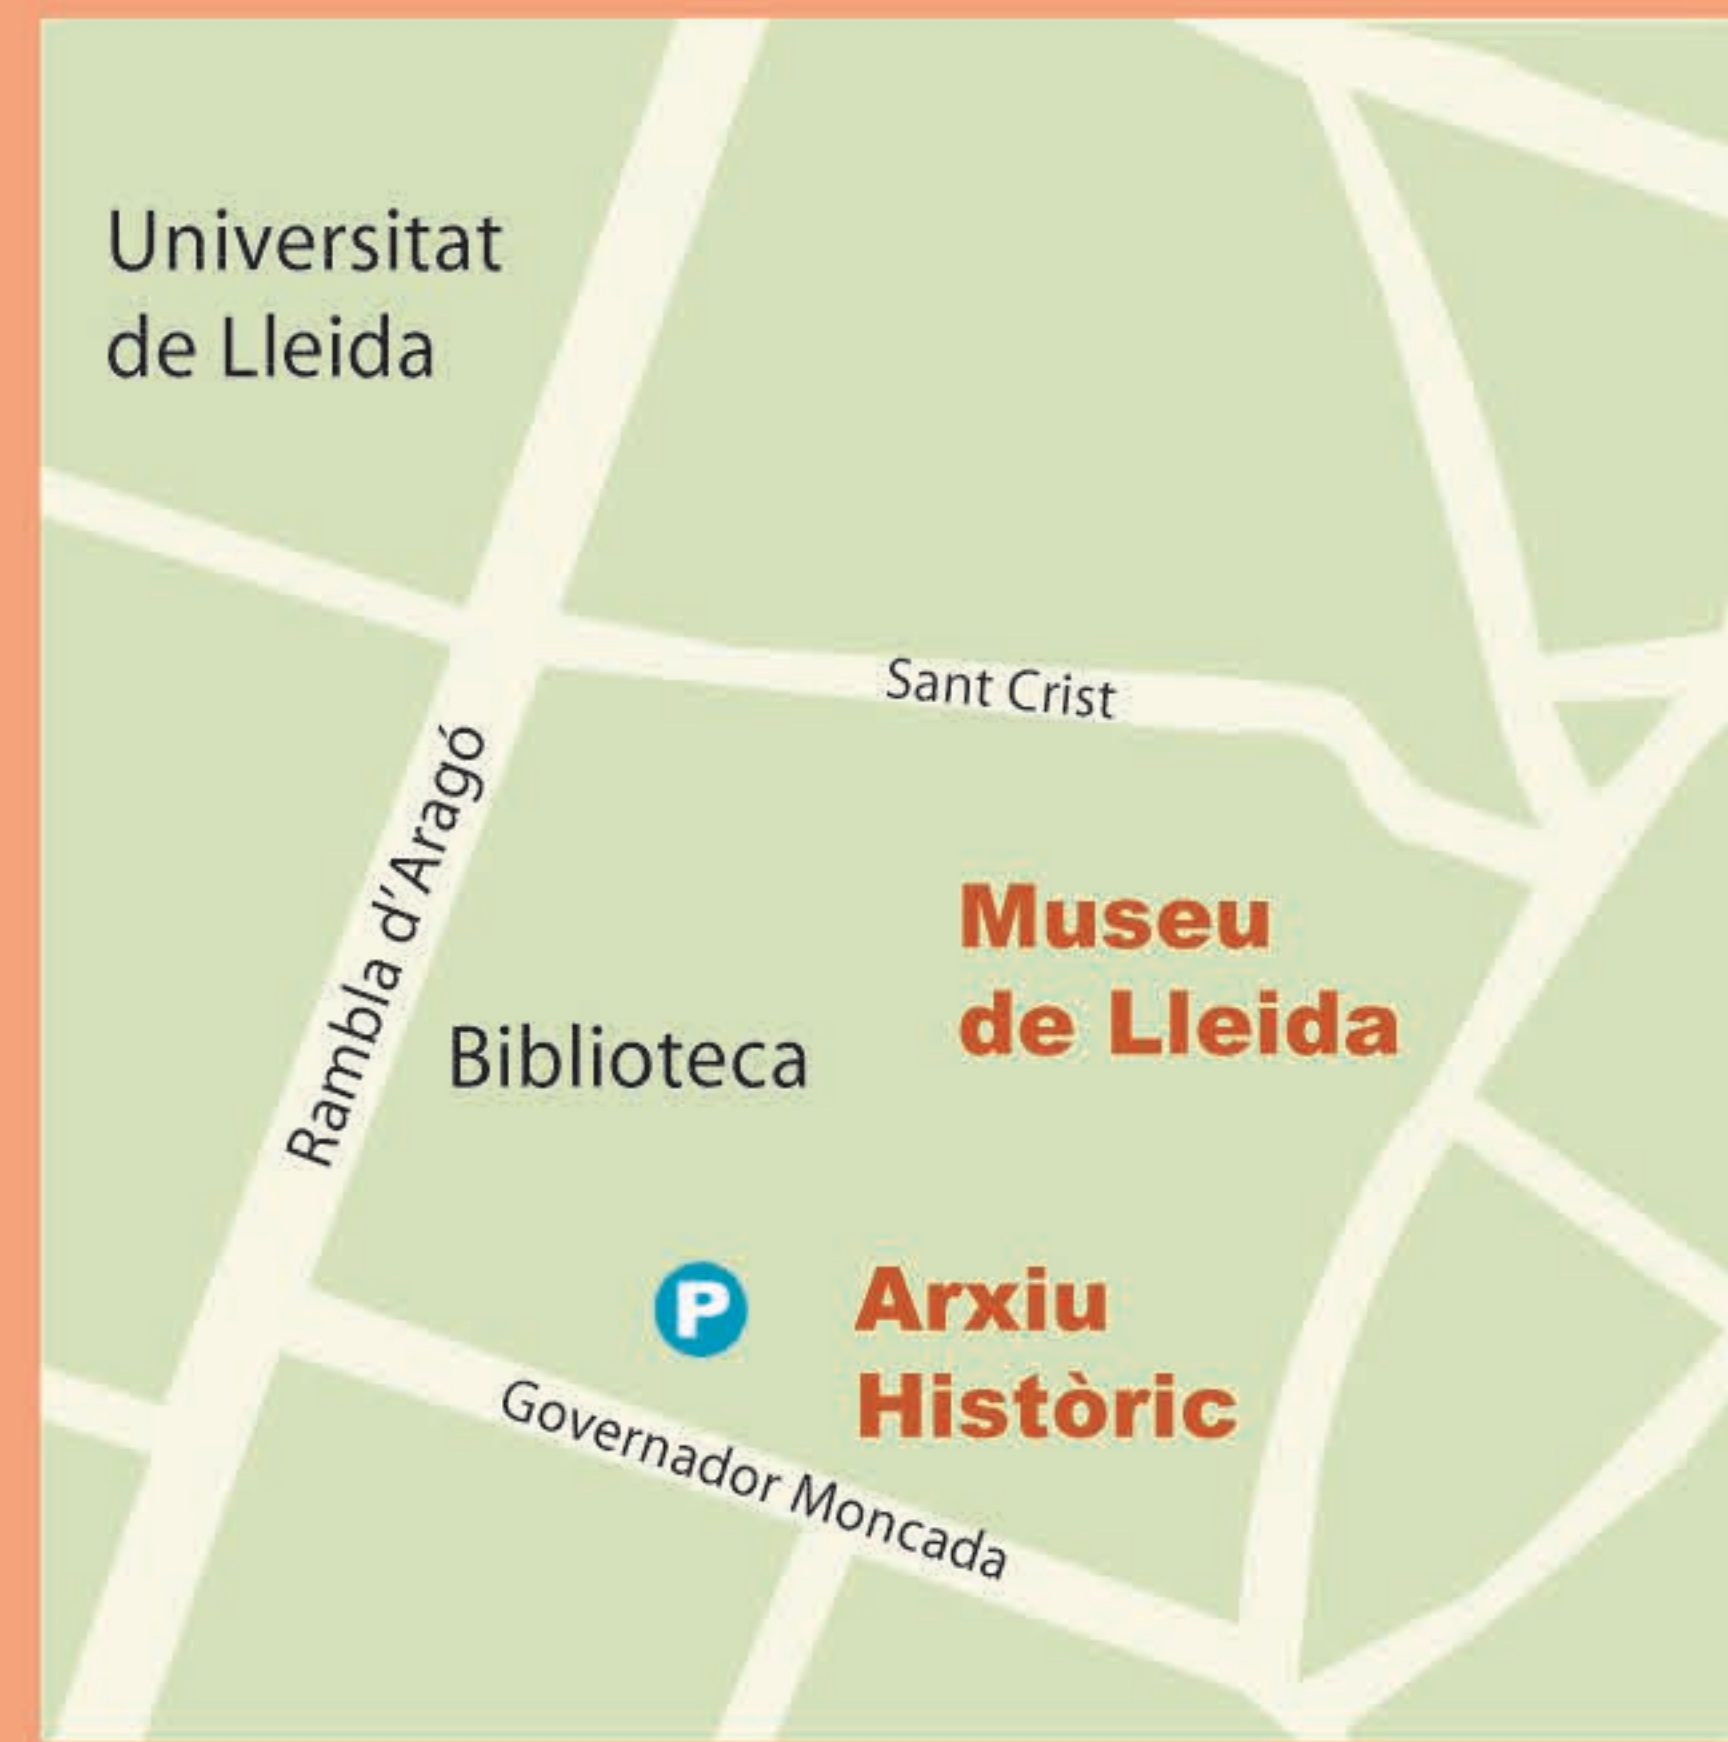 Universitat
de Lleida
Sant Crist
Rambla d'Aragó
Museu
de Lleida
Biblioteca
P
Arxiu
Històric
Governador Moncada